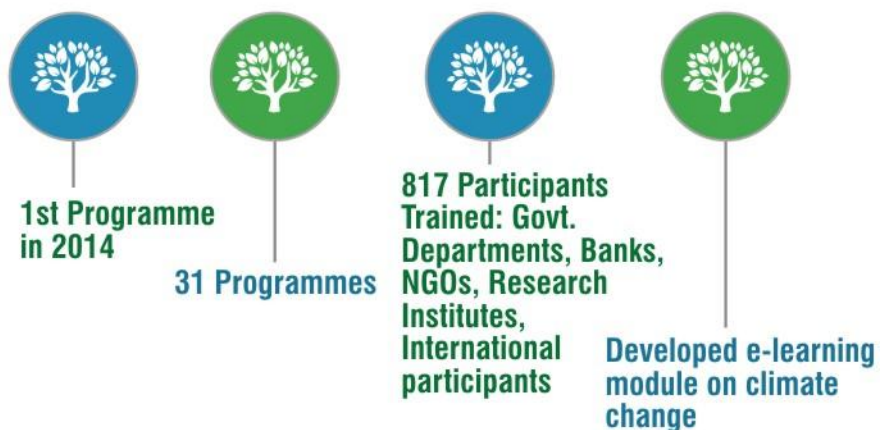 1st Programme
in 2014
31 Programmes
817 Participants
Trained: Govt.
Departments, Banks,
NGOs, Research
Institutes,
International
participants
Developed e-learning
module on climate
change